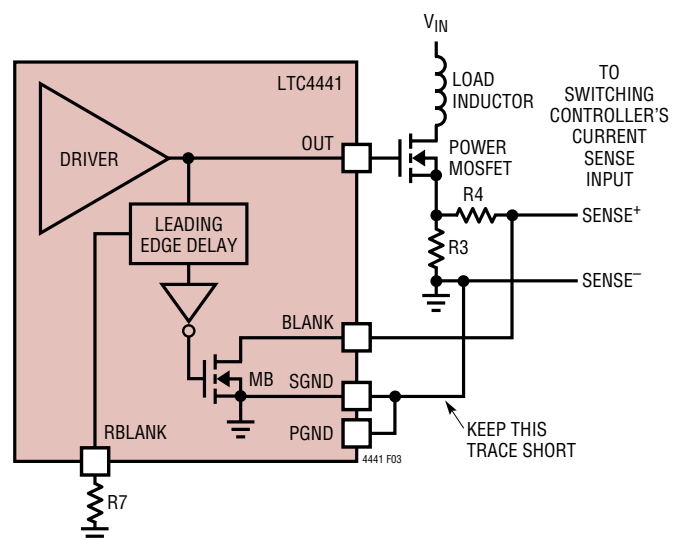 V_IN
LTC4441
LOAD
INDUCTOR
TO
SWITCHING
CONTROLLER'S
CURRENT
SENSE
INPUT
DRIVER
OUT
POWER
MOSFET
R4
SENSE+
LEADING
EDGE DELAY
R3
SENSE–
BLANK
MB
SGND
RBLANK
PGND
KEEP THIS
TRACE SHORT
4441 F03
R7